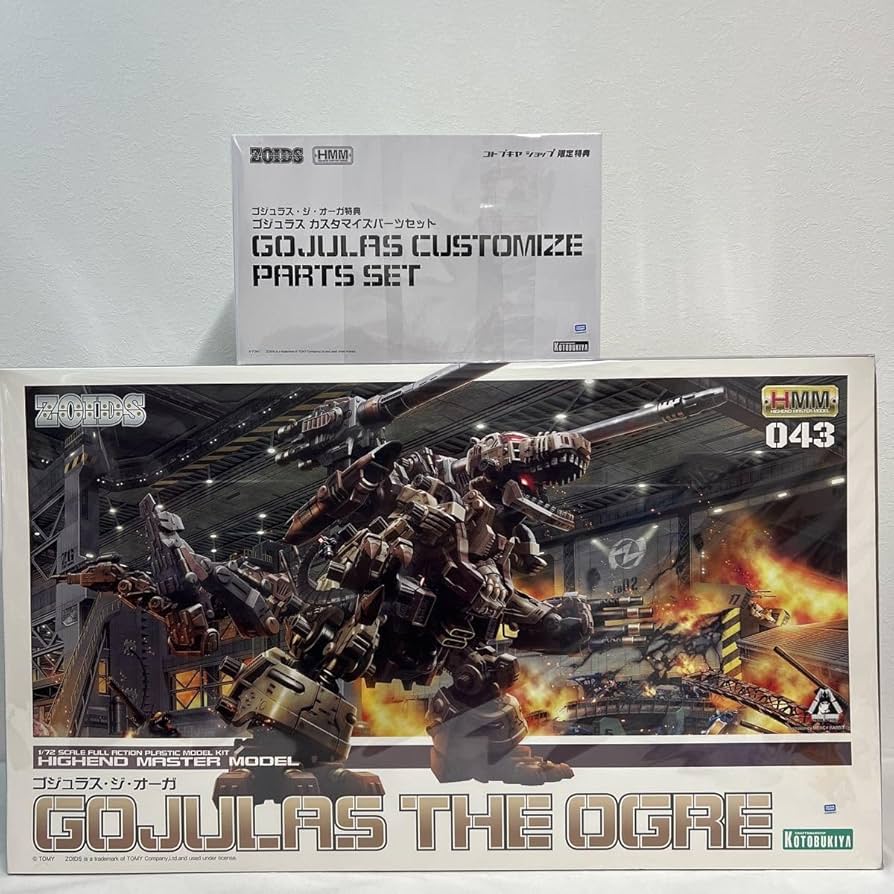 ZOIDS HMM コトブキヤ ショップ 限定特典
ゴジュラス・ジ・オーガ特典
ゴジュラス カスタマイズパーツセット
GOJULAS CUSTOMIZE
PARTS SET
KOTOBUKIYA
ZOIDS
HMM
HIGHEND MASTER MODEL
043
ZG
1/72 SCALE FULL ACTION PLASTIC MODEL KIT
HIGHEND MASTER MODEL
ゴジュラス・ジ・オーガ
GOJULAS THE OGRE
KOTOBUKIYA
© TOMY ZOIDS is a trademark of TOMY Company,Ltd.and used under license.